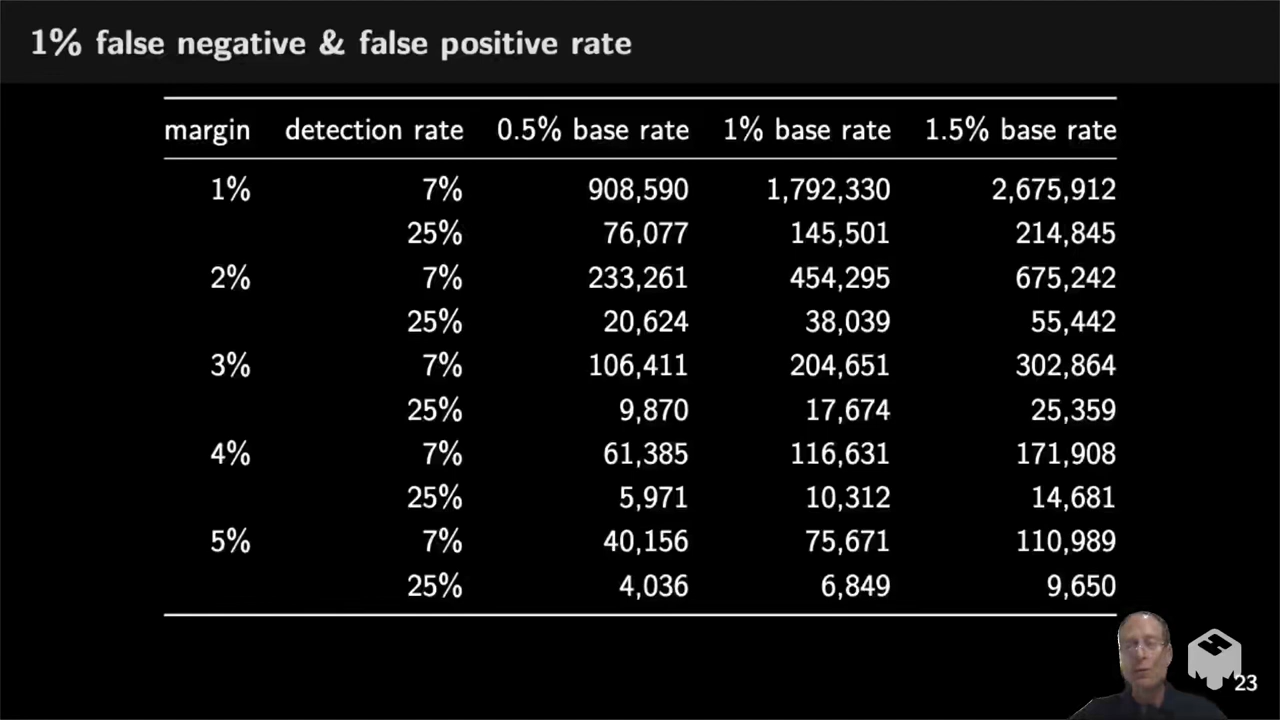 1% false negative & false positive rate
margin detection rate 0.5% base rate 1% base rate 1.5% base rate
1% 7% 908,590 1,792,330 2,675,912
25% 76,077 145,501 214,845
2% 7% 233,261 454,295 675,242
25% 20,624 38,039 55,442
3% 7% 106,411 204,651 302,864
25% 9,870 17,674 25,359
4% 7% 61,385 116,631 171,908
25% 5,971 10,312 14,681
5% 7% 40,156 75,671 110,989
25% 4,036 6,849 9,650
23